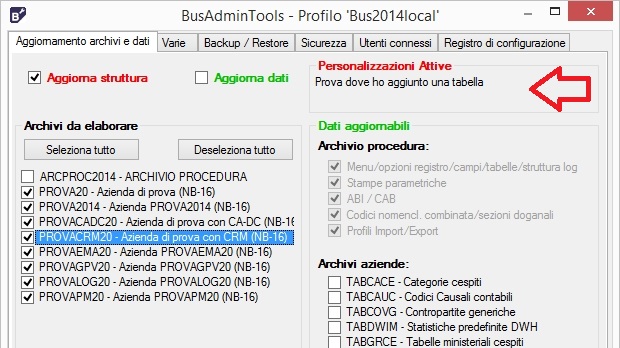 BusAdminTools - Profilo 'Bus2014local'
Aggiornamento archivi e dati Varie Backup / Restore Sicurezza Utenti connessi Registro di configurazione
Aggiorna struttura Aggiorna dati
Personalizzazioni Attive
Prova dove ho aggiunto una tabella
Archivi da elaborare
Seleziona tutto Deseleziona tutto
ARCPROC2014 - ARCHIVIO PROCEDURA
PROVA20 - Azienda di prova (NB-16)
PROVA2014 - Azienda PROVA2014 (NB-16)
PROVACADC20 - Azienda di prova con CA-DC (NB-16
PROVACRM20 - Azienda di prova con CRM (NB-16)
PROVAEMA20 - Azienda PROVAEMA20 (NB-16)
PROVAGPV20 - Azienda PROVAGPV20 (NB-16)
PROVALOG20 - Azienda PROVALOG20 (NB-16)
PROVAPM20 - Azienda PROVAPM20 (NB-16)
Dati aggiornabili
Archivio procedura:
Menu/opzioni registro/campi/tabelle/struttura log
Stampe parametriche
ABI / CAB
Codici nomencl. combinata/sezioni doganali
Profili Import/Export
Archivi aziende:
TABCACE - Categorie cespiti
TABCAUC - Codici Causali contabili
TABCOVG - Contropartite generiche
TABDWIM - Statistiche predefinite DWH
TABGRCE - Tabelle ministeriali cespiti